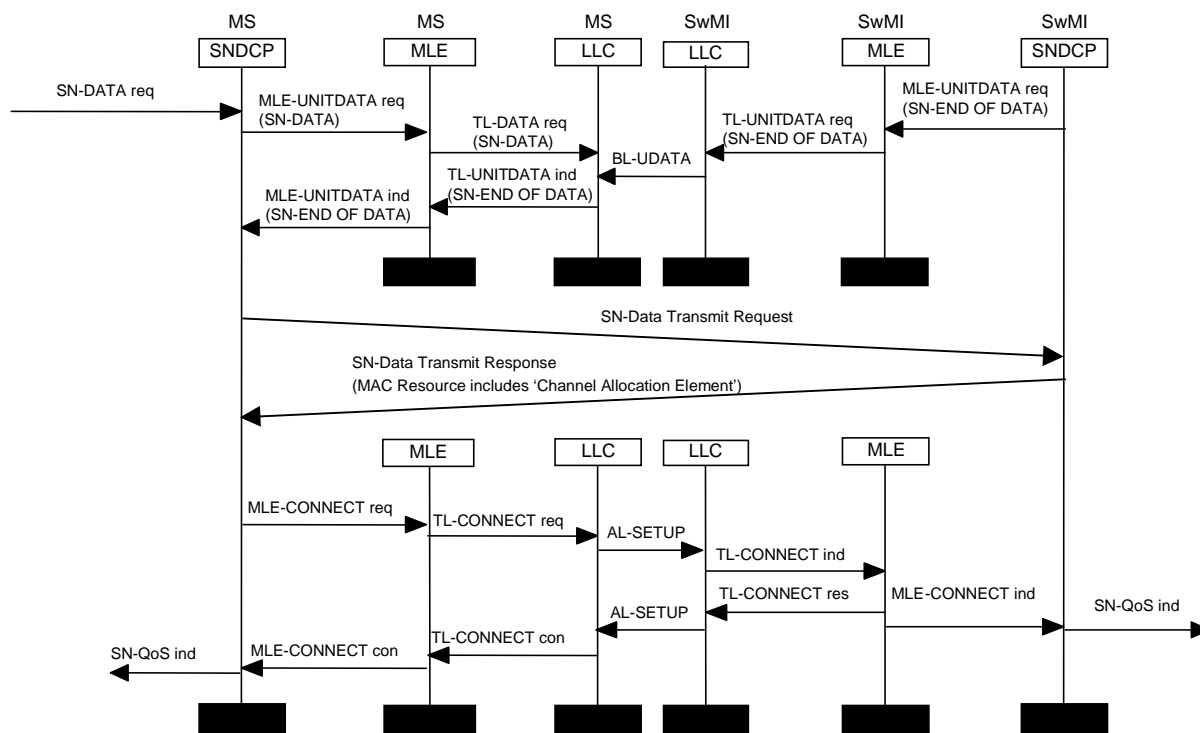 MS MS MS SwMI SwMI SwMI
SNDCP MLE LLC LLC MLE SNDCP
SN-DATA req
MLE-UNITDATA req
(SN-DATA)
TL-DATA req
(SN-DATA)
MLE-UNITDATA req
(SN-END OF DATA)
TL-UNITDATA req
(SN-END OF DATA)
BL-UDATA
TL-UNITDATA ind
(SN-END OF DATA)
MLE-UNITDATA ind
(SN-END OF DATA)
SN-Data Transmit Request
SN-Data Transmit Response
(MAC Resource includes ‘Channel Allocation Element’)
MLE LLC LLC MLE
MLE-CONNECT req
TL-CONNECT req
AL-SETUP
TL-CONNECT ind
TL-CONNECT res
MLE-CONNECT ind
SN-QoS ind
AL-SETUP
TL-CONNECT con
MLE-CONNECT con
SN-QoS ind